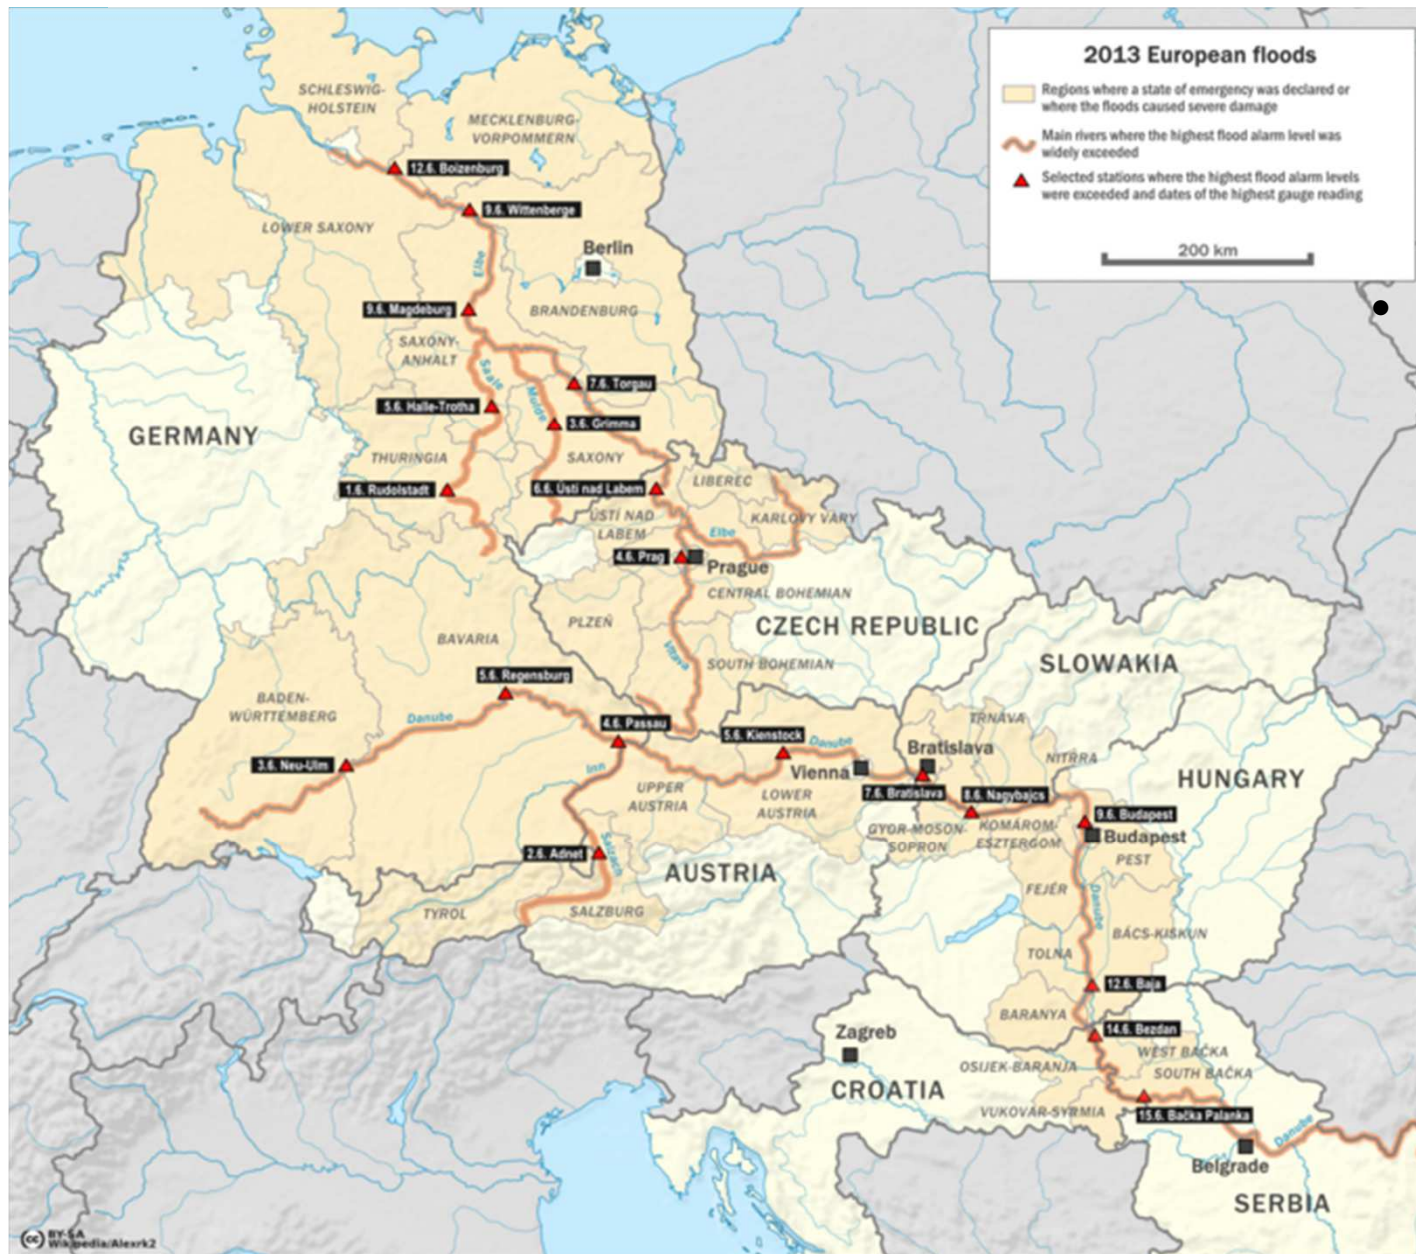 2013 European floods
Regions where a state of emergency was declared or
where the floods caused severe damage
Main rivers where the highest flood alarm level was
widely exceeded
Selected stations where the highest flood alarm levels
were exceeded and dates of the highest gauge reading
200 km
SCHLESWIG-
HOLSTEIN
MECKLENBURG-
VORPOMMERN
12.6. Boizenburg
9.6. Wittenberge
LOWER SAXONY
Berlin
Elbe
9.6. Magdeburg
BRANDENBURG
SAXONY-
ANHALT
Saale
Mulde
7.6. Torgau
5.6. Halle-Trotha
3.6. Grimma
GERMANY
THURINGIA
SAXONY
1.6. Rudolstadt
6.6. Ústí nad Labem
LIBEREC
ÚSTÍ NAD
LABEM
KARLOVY VARY
Elbe
4.6. Prag
Prague
CENTRAL BOHEMIAN
PLZEŇ
CZECH REPUBLIC
BAVARIA
Vltava
SOUTH BOHEMIAN
SLOWAKIA
5.6. Regensburg
BADEN-
WÜRTTEMBERG
Danube
4.6. Passau
5.6. Kienstock
Danube
TRNAVA
Bratislava
NITRRA
3.6. Neu-Ulm
Inn
Vienna
HUNGARY
UPPER
AUSTRIA
LOWER
AUSTRIA
7.6. Bratislava
8.6. Nagybajcs
9.6. Budapest
GYOR-MOSON-
SOPRON
KOMÁROM-
ESZTERGOM
Budapest
2.6. Adnet
Salzach
AUSTRIA
PEST
FEJÉR
Danube
TYROL
SALZBURG
BÁCS-KISKUN
TOLNA
12.6. Baja
BARANYA
14.6. Bezdan
Zagreb
WEST BAČKA
OSIJEK-BARANJA
SOUTH BAČKA
CROATIA
VUKOVAR-SYRMIA
15.6. Bačka Palanka
Danube
Belgrade
SERBIA
cc BY-SA
Wikipedia/Alexrk2